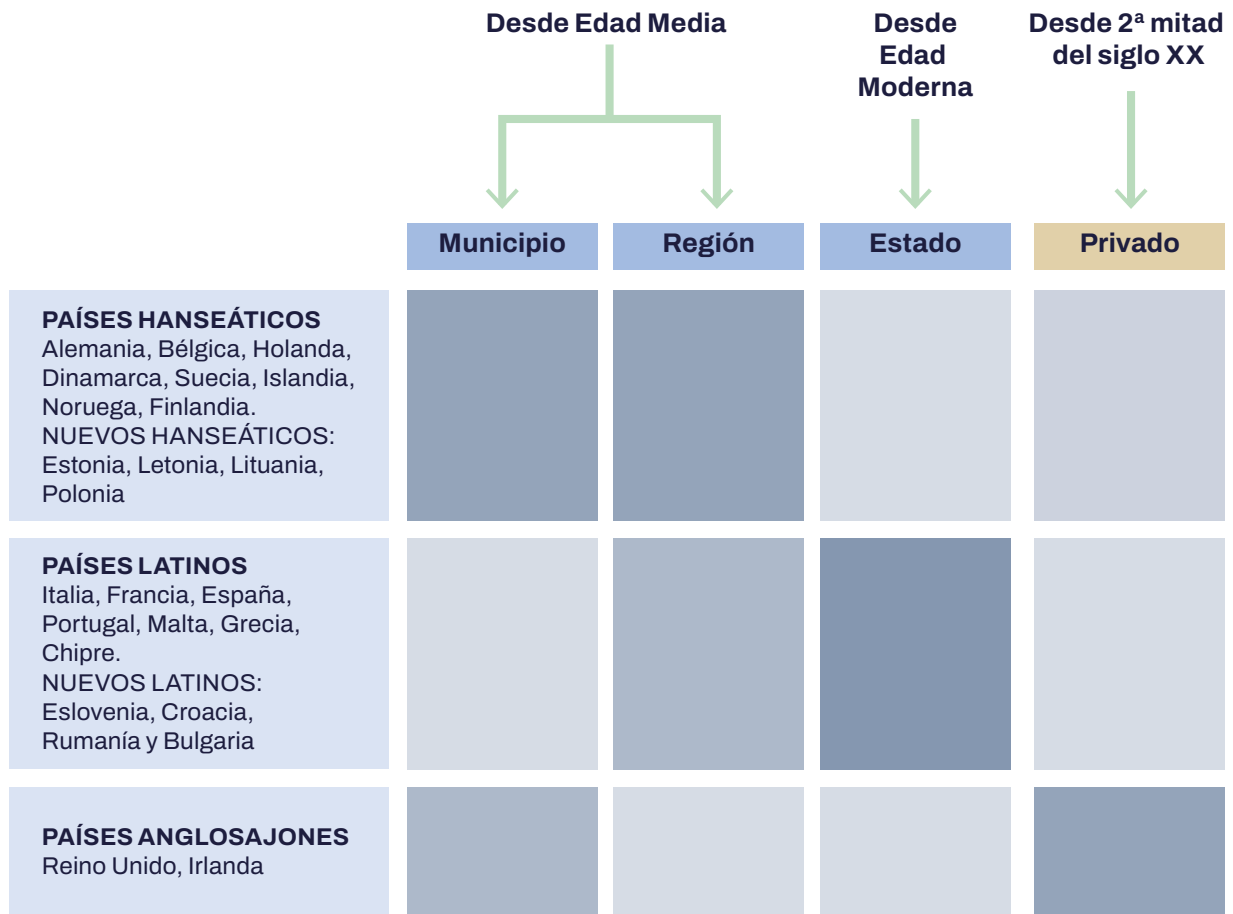 Desde Edad Media
Desde
Edad
Moderna
Desde 2ª mitad
del siglo XX
Municipio
Región
Estado
Privado
PAÍSES HANSEÁTICOS
Alemania, Bélgica, Holanda,
Dinamarca, Suecia, Islandia,
Noruega, Finlandia.
NUEVOS HANSEÁTICOS:
Estonia, Letonia, Lituania,
Polonia
PAÍSES LATINOS
Italia, Francia, España,
Portugal, Malta, Grecia,
Chipre.
NUEVOS LATINOS:
Eslovenia, Croacia,
Rumanía y Bulgaria
PAÍSES ANGLOSAJONES
Reino Unido, Irlanda